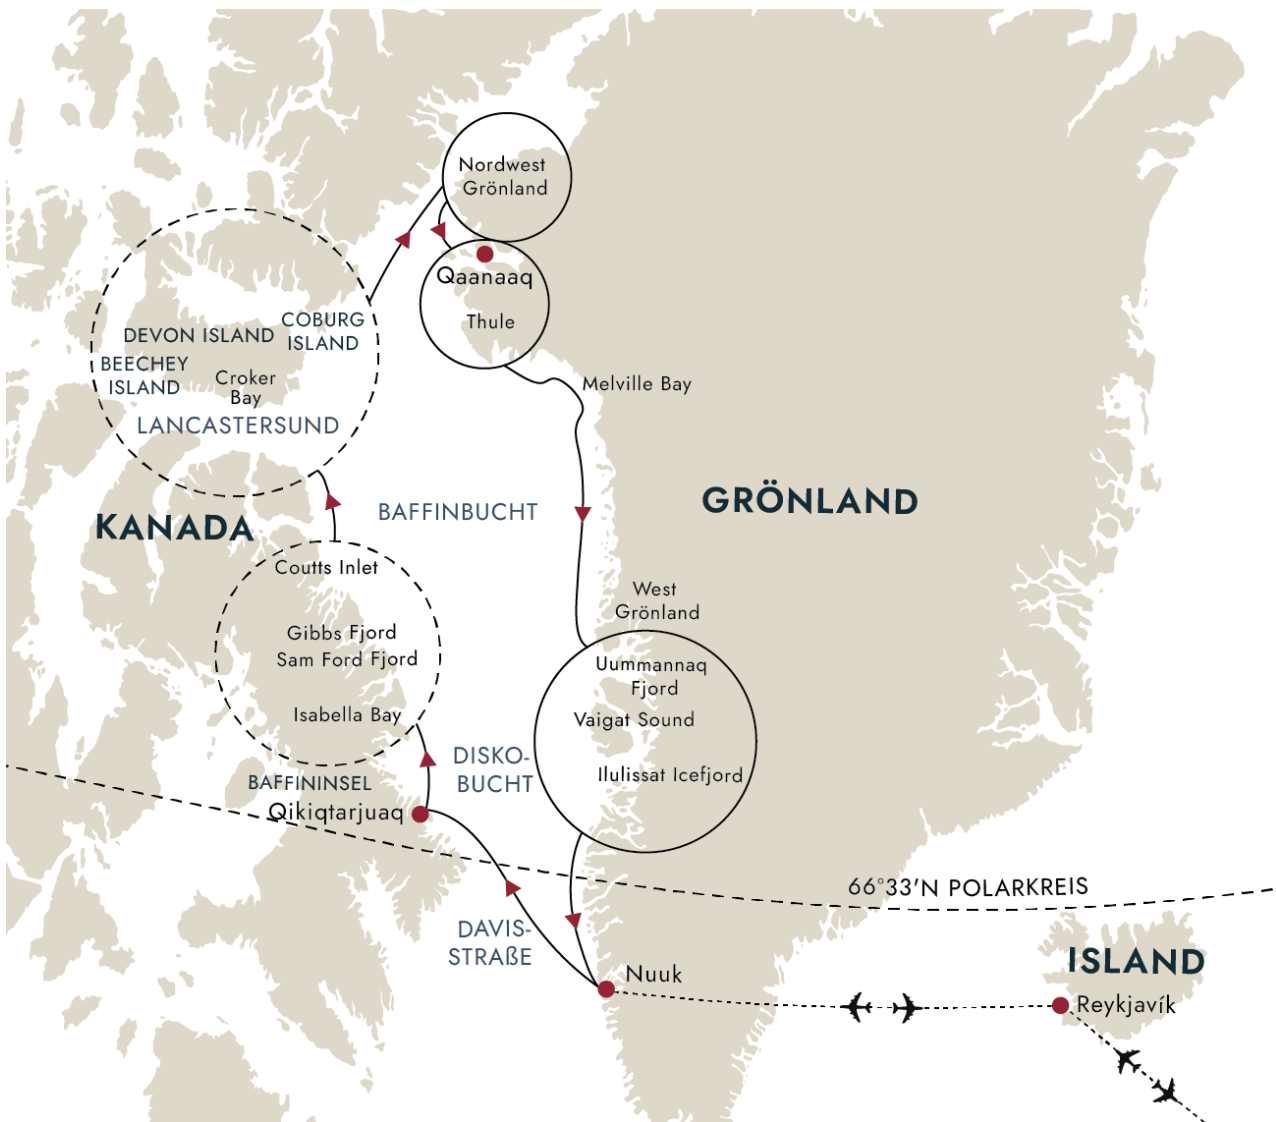 Nordwest
Grönland
Qaanaaq
Thule
COBURG
ISLAND
DEVON ISLAND
BEECHEY
ISLAND
Croker
Bay
LANCASTERSUND
Melville Bay
GRÖNLAND
KANADA
BAFFINBUCHT
Coutts Inlet
Gibbs Fjord
Sam Ford Fjord
Isabella Bay
West
Grönland
Uummannaq
Fjord
Vaigat Sound
Ilulissat Icefjord
DISKO-
BUCHT
BAFFININSEL
Qikiqtarjuaq
66°33'N POLARKREIS
DAVIS-
STRAßE
Nuuk
ISLAND
Reykjavík